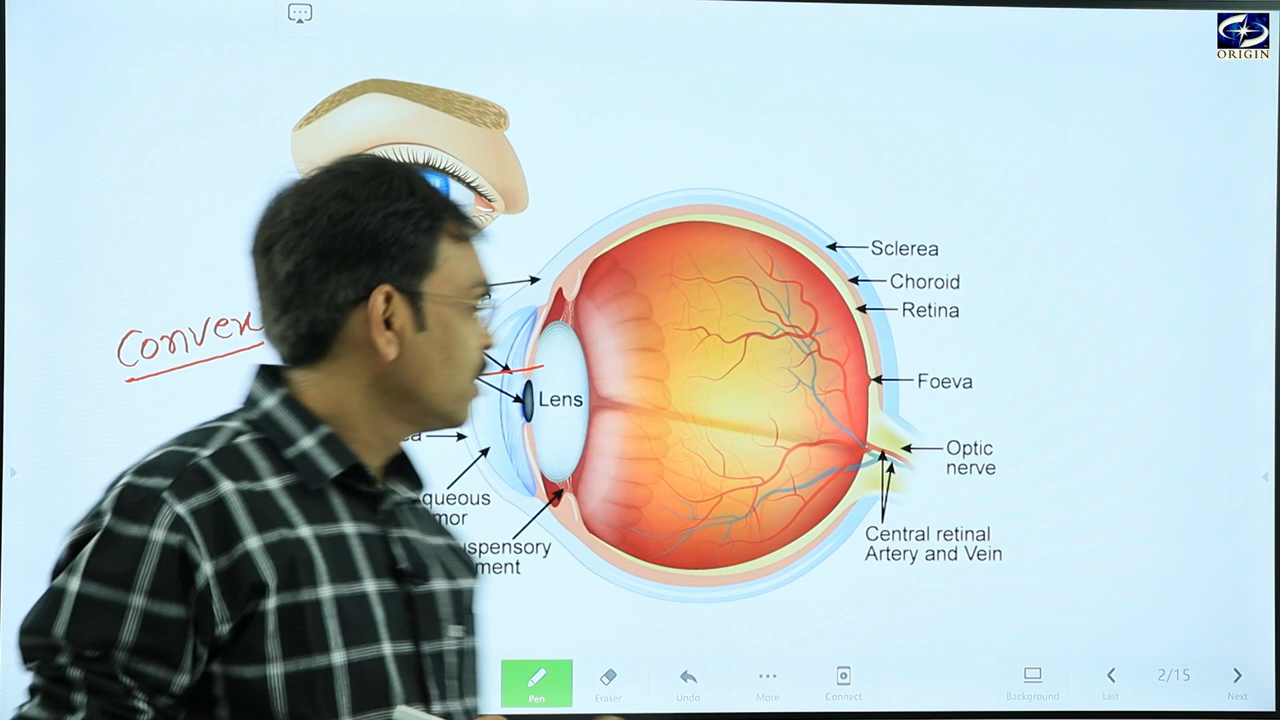 ORIGIN
Sclerea
Choroid
Retina
Foeva
Conven
Lens
Optic
nerve
queous
mor
uspensory
ment
Central retinal
Artery and Vein
Pen
Eraser
Undo
More
Connect
Background
Last
2/15
Next